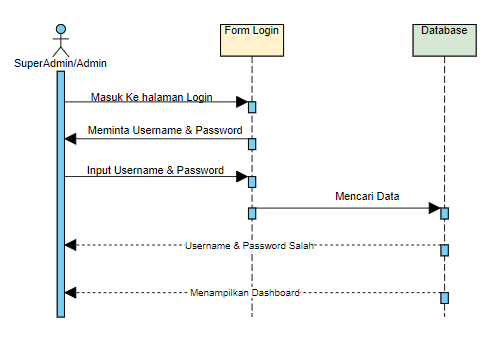 Form Login
Database
SuperAdmin/Admin
Masuk Ke halaman Login
Meminta Username & Password
Input Username & Password
Mencari Data
Username & Password Salah
Menampilkan Dashboard